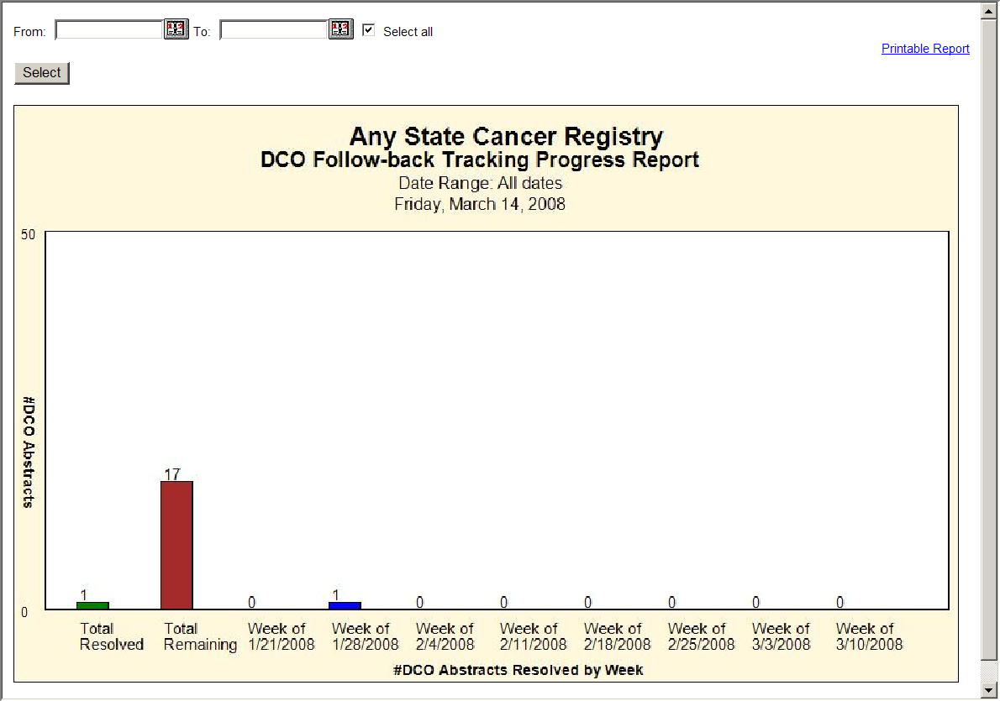 From: To: Select all
Printable Report
Select
Any State Cancer Registry
DCO Follow-back Tracking Progress Report
Date Range: All dates
Friday, March 14, 2008
50
#DCO Abstracts
17
1 0 1 0 0 0 0 0 0
0
Total Total Week of Week of Week of Week of Week of Week of Week of Week of
Resolved Remaining 1/21/2008 1/28/2008 2/4/2008 2/11/2008 2/18/2008 2/25/2008 3/3/2008 3/10/2008
#DCO Abstracts Resolved by Week